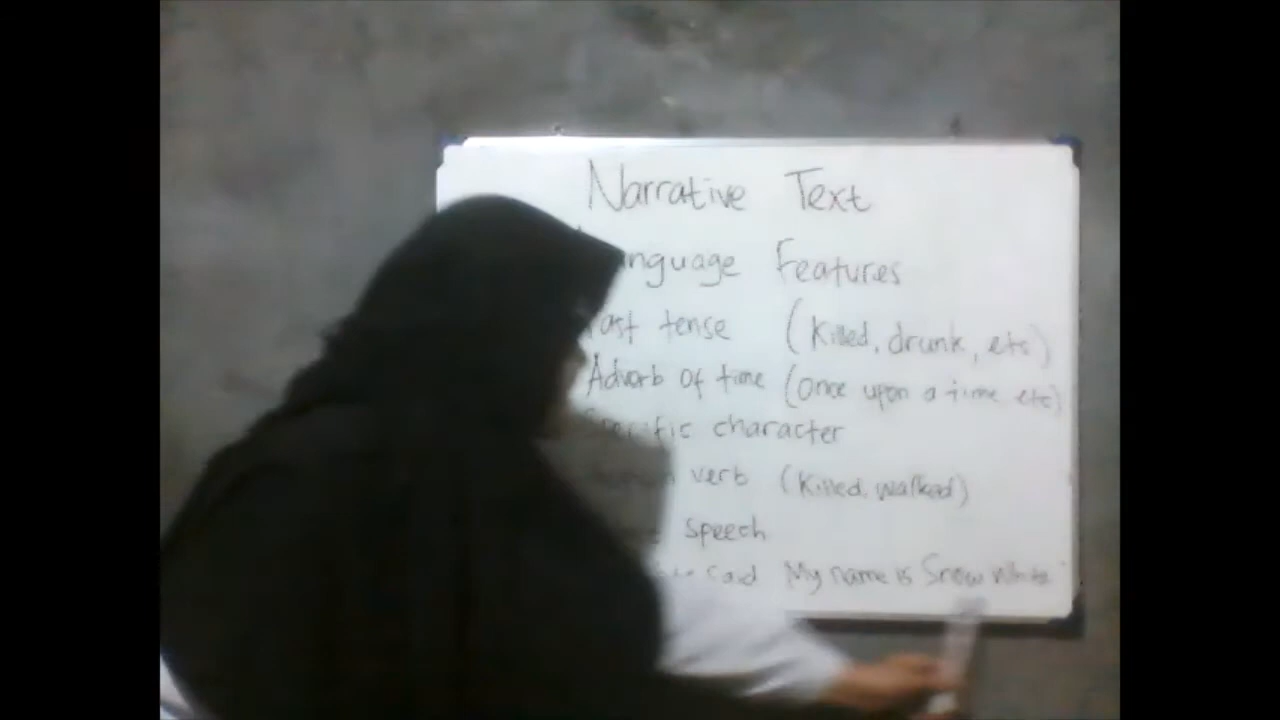 Narrative Text
Language Features
Past tense (Killed, drunk, etc)
Adverb of time (Once upon a time etc)
Specific character
verb (Killed, walked)
speech
said My name is Snow White"